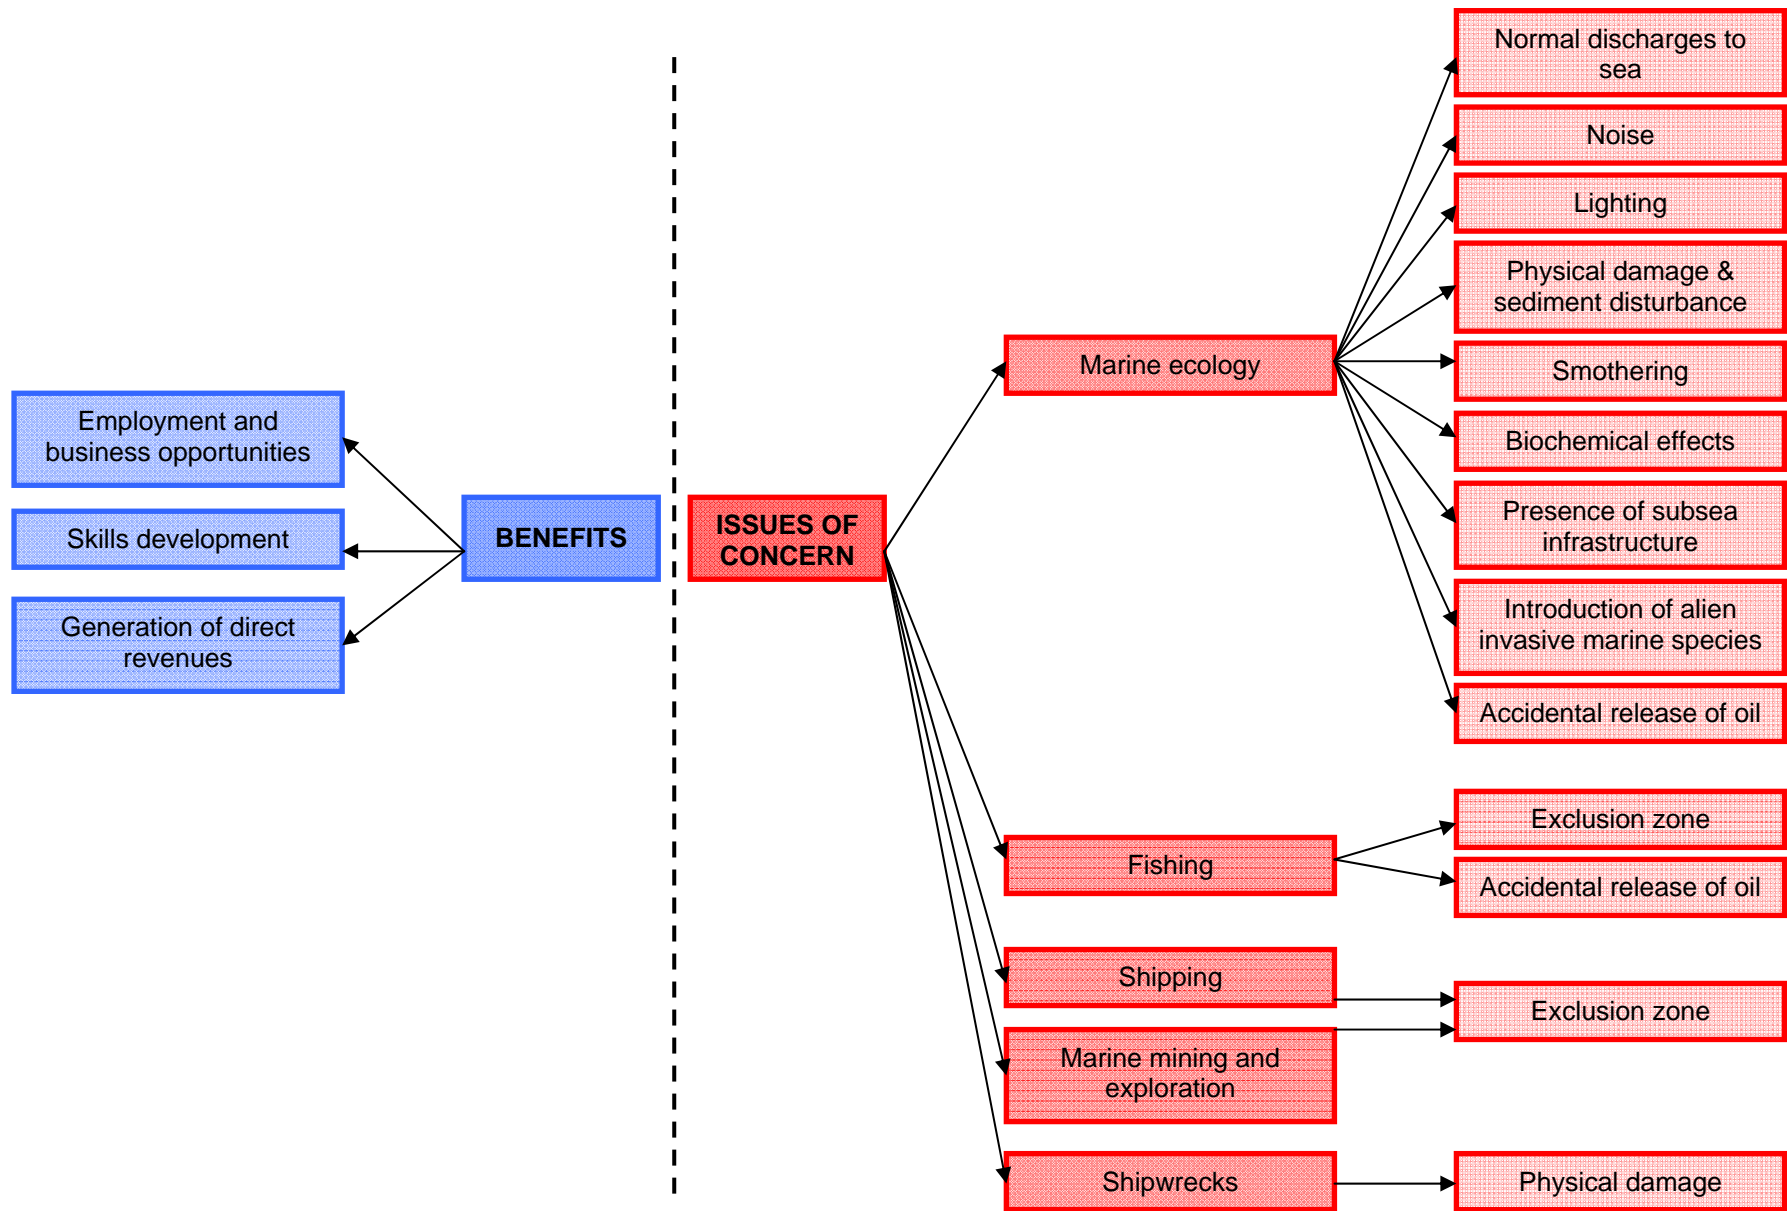 Employment and
business opportunities
Skills development
Generation of direct
revenues
BENEFITS
ISSUES OF
CONCERN
Marine ecology
Fishing
Shipping
Marine mining and
exploration
Shipwrecks
Normal discharges to
sea
Noise
Lighting
Physical damage &
sediment disturbance
Smothering
Biochemical effects
Presence of subsea
infrastructure
Introduction of alien
invasive marine species
Accidental release of oil
Exclusion zone
Accidental release of oil
Exclusion zone
Physical damage